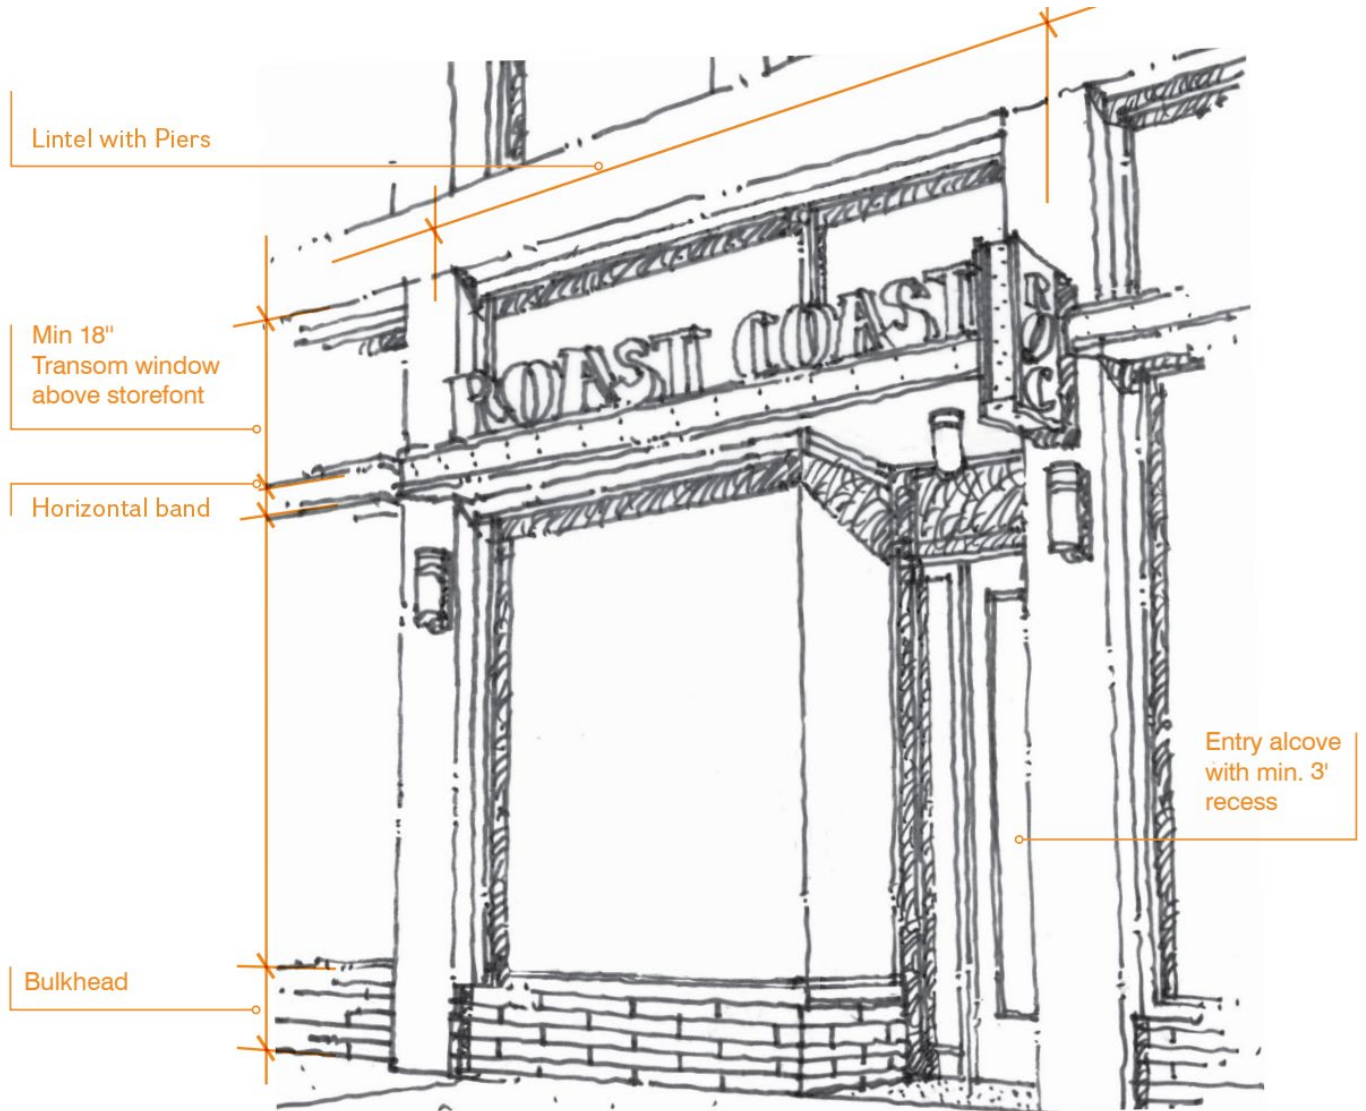 Lintel with Piers
Min 18"
Transom window
above storefont
Horizontal band
Bulkhead
ROAST COAST
ROC
Entry alcove
with min. 3'
recess